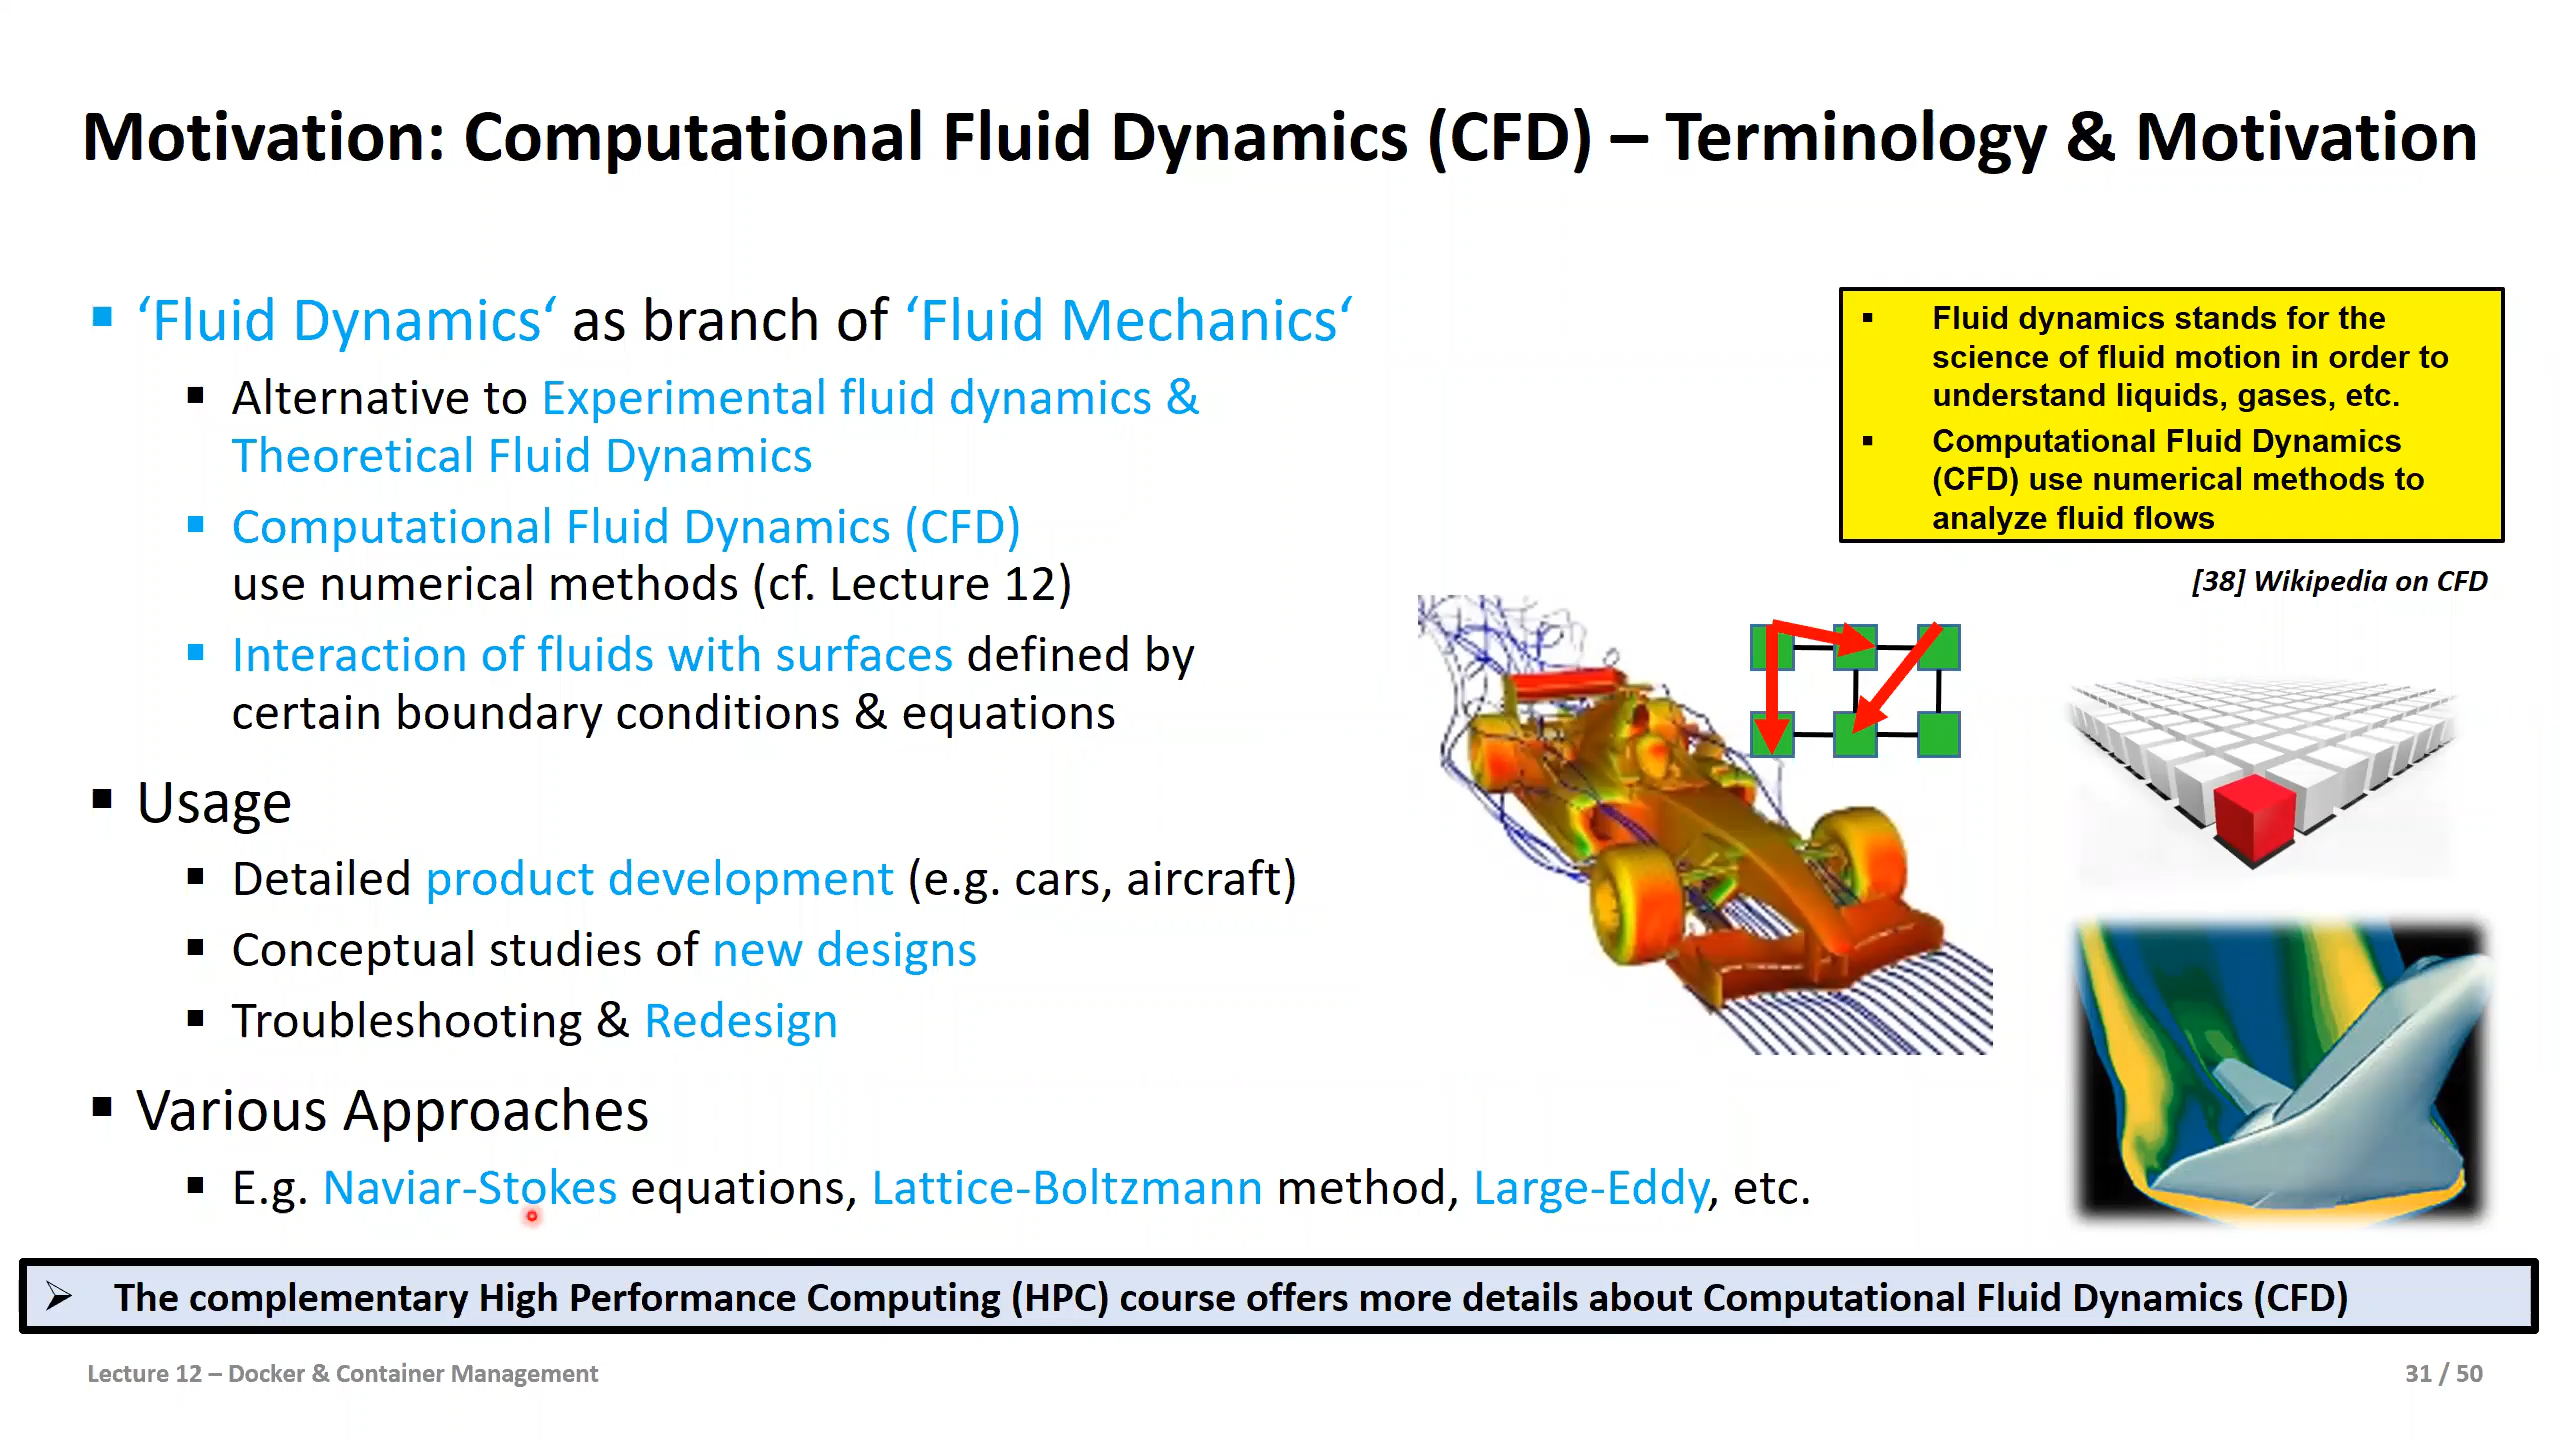 Motivation: Computational Fluid Dynamics (CFD) – Terminology & Motivation
‘Fluid Dynamics‘ as branch of ‘Fluid Mechanics‘
Alternative to Experimental fluid dynamics &
Theoretical Fluid Dynamics
Computational Fluid Dynamics (CFD)
use numerical methods (cf. Lecture 12)
Interaction of fluids with surfaces defined by
certain boundary conditions & equations
Usage
Detailed product development (e.g. cars, aircraft)
Conceptual studies of new designs
Troubleshooting & Redesign
Various Approaches
E.g. Naviar-Stokes equations, Lattice-Boltzmann method, Large-Eddy, etc.
Fluid dynamics stands for the
science of fluid motion in order to
understand liquids, gases, etc.
Computational Fluid Dynamics
(CFD) use numerical methods to
analyze fluid flows
[38] Wikipedia on CFD
The complementary High Performance Computing (HPC) course offers more details about Computational Fluid Dynamics (CFD)
Lecture 12 – Docker & Container Management
31 / 50